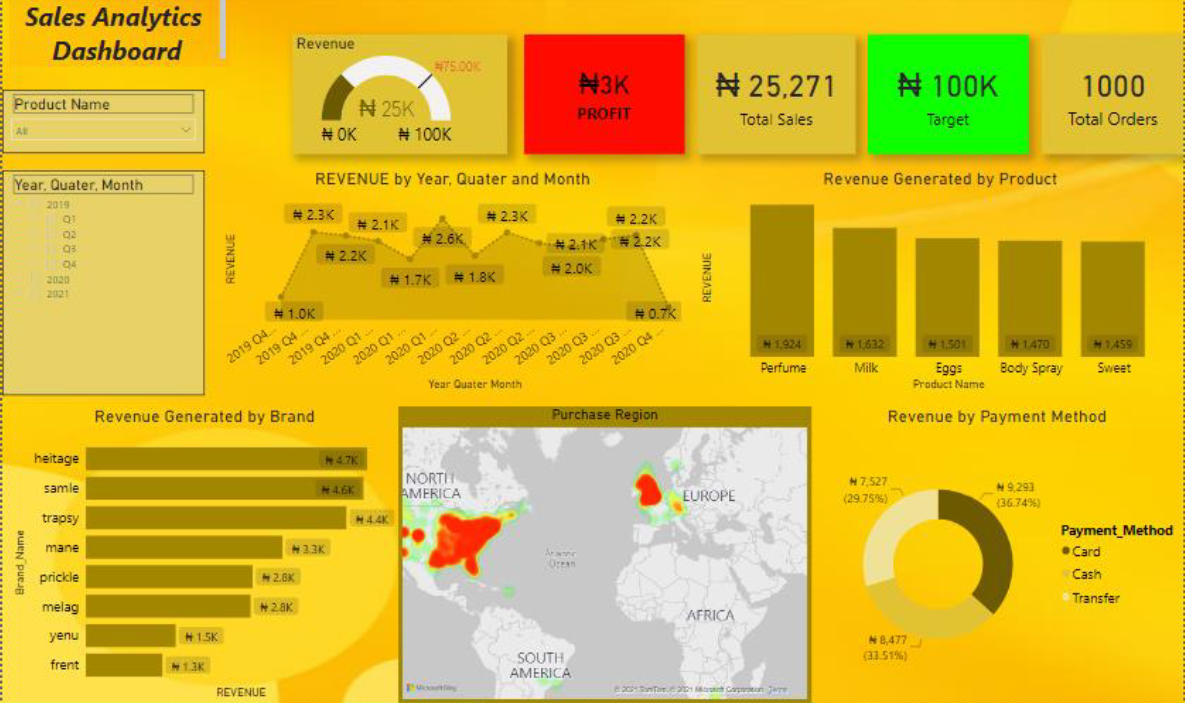 Sales Analytics
Dashboard
Product Name
All
Year, Quater, Month
2019
Q1
Q2
Q3
Q4
2020
2021
Revenue
₦75.00K
₦ 25K
₦ 0K
₦ 100K
₦3K
PROFIT
₦ 25,271
Total Sales
₦ 100K
Target
1000
Total Orders
REVENUE by Year, Quater and Month
REVENUE
₦ 1.0K
₦ 2.3K
₦ 2.2K
₦ 2.1K
₦ 1.7K
₦ 2.6K
₦ 1.8K
₦ 2.3K
₦ 2.1K
₦ 2.0K
₦ 2.2K
₦ 2.2K
₦ 0.7K
2019 Q4...
2019 Q4 ...
2019 Q4 ...
2020 Q1 ...
2020 Q1 ...
2020 Q1 ...
2020 Q2 ...
2020 Q2 ...
2020 Q2 ...
2020 Q3 ...
2020 Q3 ...
2020 Q3 ...
2020 Q4 ...
Year Quater Month
Revenue Generated by Product
REVENUE
₦ 1,924
₦ 1,632
₦ 1,501
₦ 1,470
₦ 1,459
Perfume
Milk
Eggs
Body Spray
Sweet
Product Name
Revenue Generated by Brand
Brand_Name
heitage
₦ 4.7K
samle
₦ 4.6K
trapsy
₦ 4.4K
mane
₦ 3.3K
prickle
₦ 2.8K
melag
₦ 2.8K
yenu
₦ 1.5K
frent
₦ 1.3K
REVENUE
Purchase Region
NORTH
AMERICA
EUROPE
Atlantic
Ocean
AFRICA
SOUTH
AMERICA
Microsoft Bing
© 2021 TomTom, © 2021 Microsoft Corporation Terms
Revenue by Payment Method
₦ 7,527
(29.75%)
₦ 9,293
(36.74%)
₦ 8,477
(33.51%)
Payment_Method
Card
Cash
Transfer